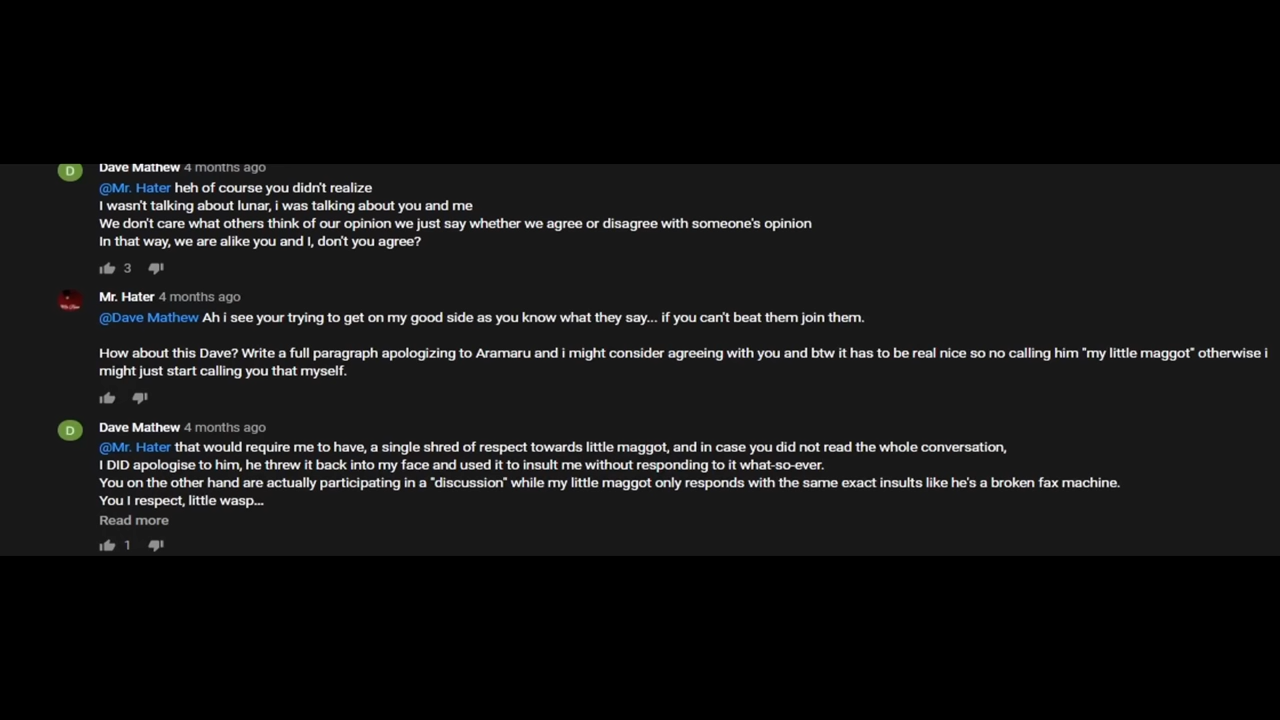 Dave Mathew 4 months ago
@Mr. Hater heh of course you didn't realize
I wasn't talking about lunar, i was talking about you and me
We don't care what others think of our opinion we just say whether we agree or disagree with someone's opinion
In that way, we are alike you and I, don't you agree?
3
Mr. Hater 4 months ago
@Dave Mathew Ah i see your trying to get on my good side as you know what they say... if you can't beat them join them.
How about this Dave? Write a full paragraph apologizing to Aramaru and i might consider agreeing with you and btw it has to be real nice so no calling him "my little maggot" otherwise i
might just start calling you that myself.
D
Dave Mathew 4 months ago
@Mr. Hater that would require me to have, a single shred of respect towards little maggot, and in case you did not read the whole conversation,
I DID apologise to him, he threw it back into my face and used it to insult me without responding to it what-so-ever.
You on the other hand are actually participating in a "discussion" while my little maggot only responds with the same exact insults like he's a broken fax machine.
You I respect, little wasp...
Read more
1